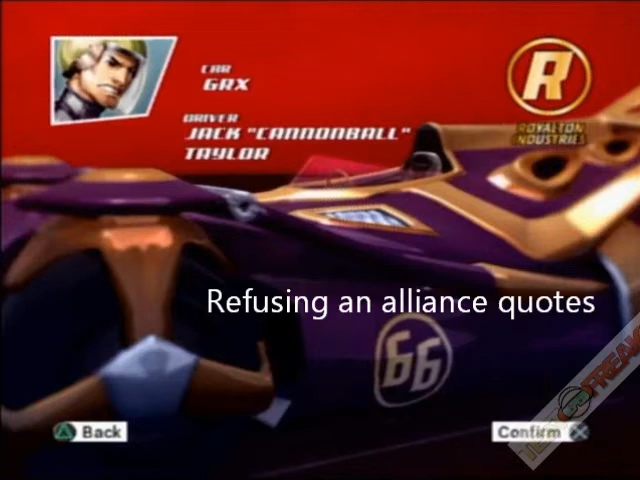 CAR
GRX
DRIVER
JACK "CANNONBALL"
TAYLOR
R
ROYALTON
INDUSTRIES
Refusing an alliance quotes
66
Back
Confirm